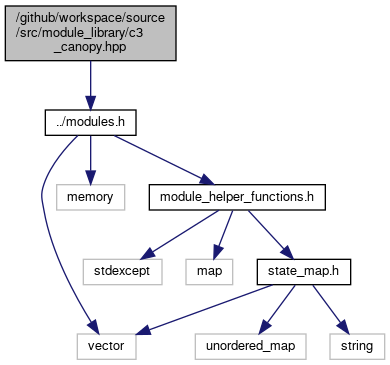 /github/workspace/source
/src/module_library/c3
_canopy.hpp
../modules.h
memory
module_helper_functions.h
stdexcept
map
state_map.h
vector
unordered_map
string